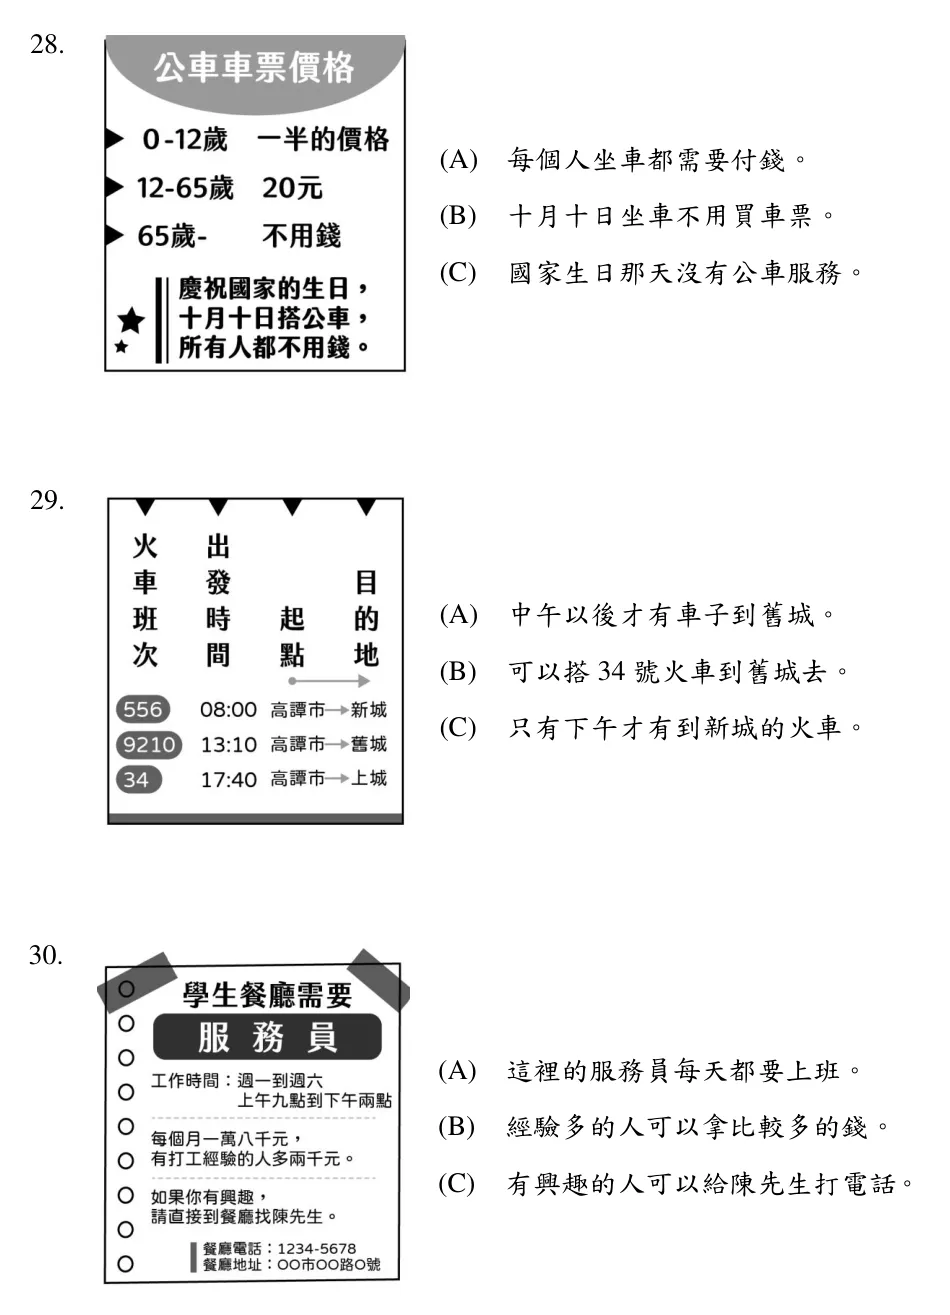 28.
公車車票價格
0-12歲 一半的價格
12-65歲 20元
65歲- 不用錢
慶祝國家的生日，
十月十日搭公車，
所有人都不用錢。
(A) 每個人坐車都需要付錢。
(B) 十月十日坐車不用買車票。
(C) 國家生日那天沒有公車服務。
29.
火車班次 出發時間 起點 目的地
556 08:00 高譚市→新城
9210 13:10 高譚市→舊城
34 17:40 高譚市→上城
(A) 中午以後才有車子到舊城。
(B) 可以搭 34 號火車到舊城去。
(C) 只有下午才有到新城的火車。
30.
學生餐廳需要
服務員
工作時間：週一到週六
上午九點到下午兩點
每個月一萬八千元，
有打工經驗的人多兩千元。
如果你有興趣，
請直接到餐廳找陳先生。
餐廳電話：1234-5678
餐廳地址：OO市OO路O號
(A) 這裡的服務員每天都要上班。
(B) 經驗多的人可以拿比較多的錢。
(C) 有興趣的人可以給陳先生打電話。